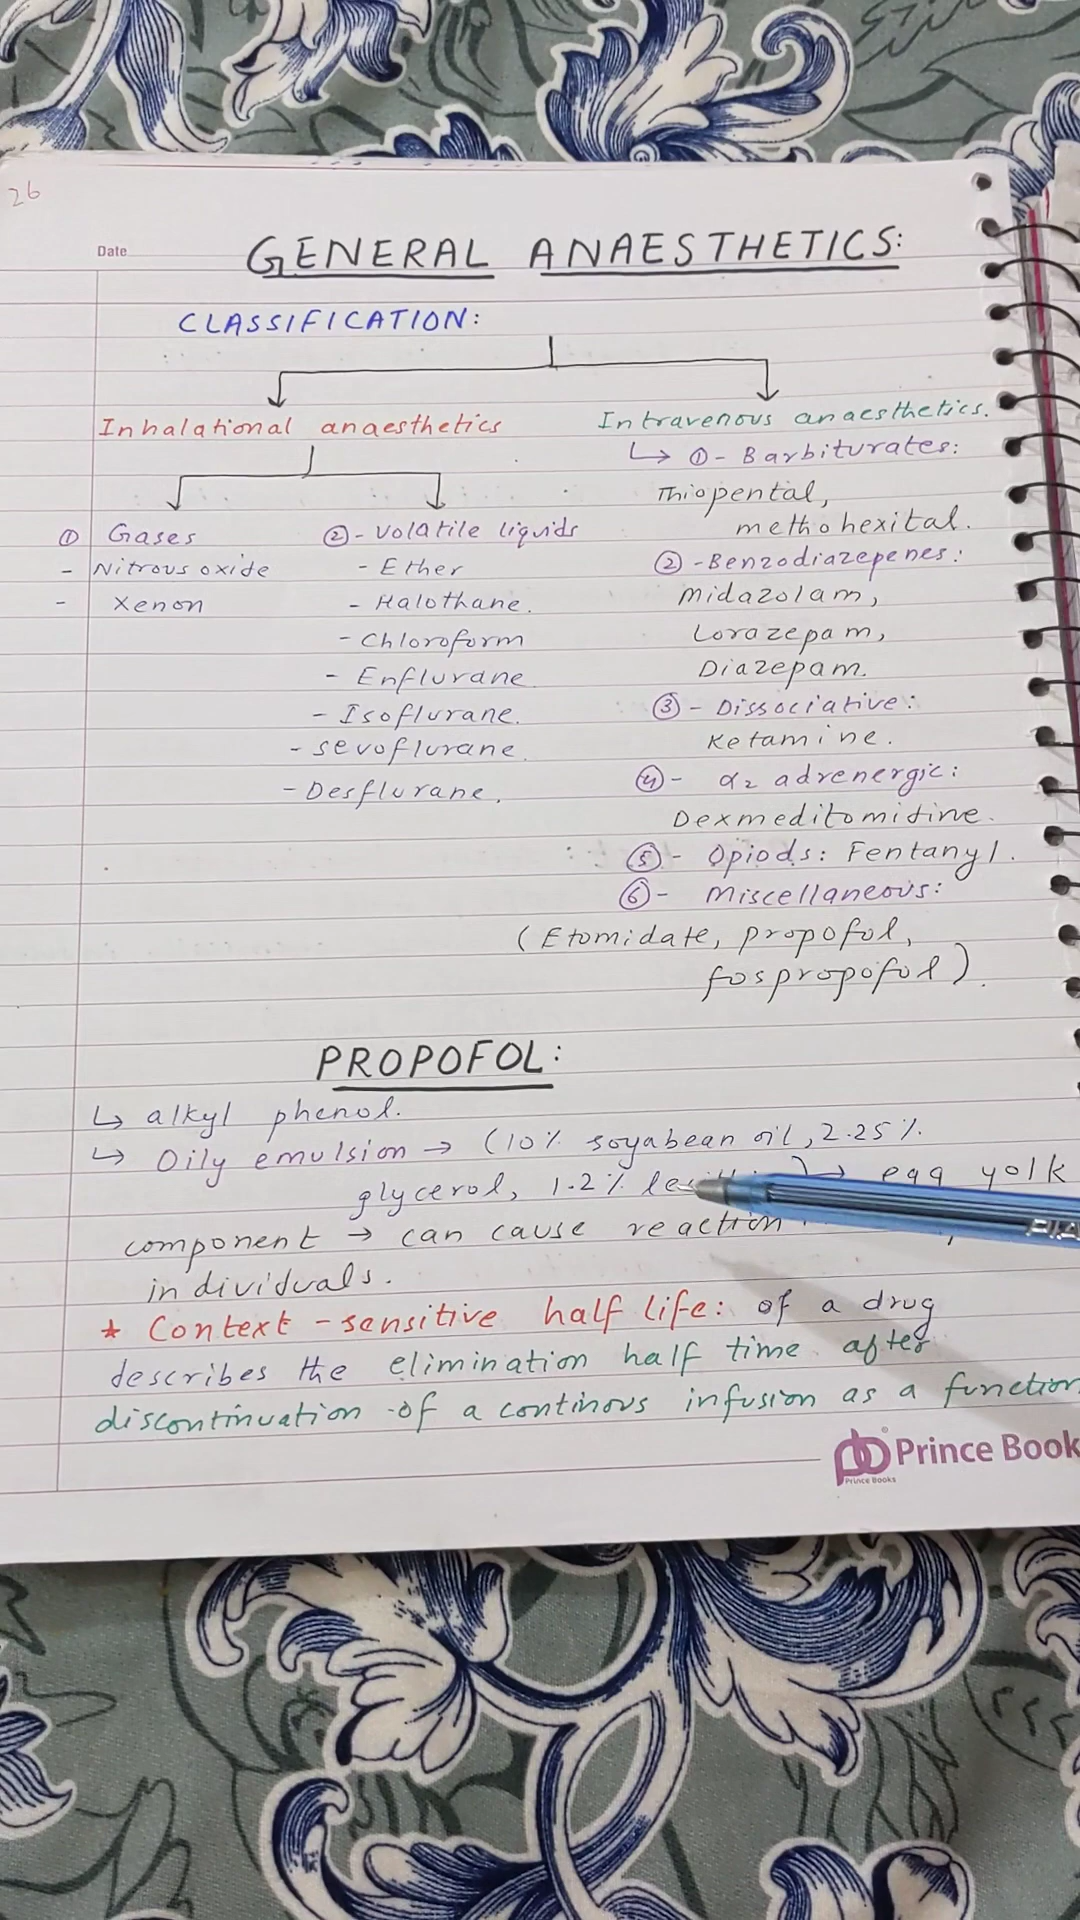 26
Date
GENERAL ANAESTHETICS:
CLASSIFICATION:
Inhalational anaesthetics
① Gases
- Nitrous oxide
- Xenon
②- Volatile liquids
- Ether
- Halothane.
- Chloroform
- Enflurane
- Isoflurane.
- sevoflurane.
- Desflurane.
Intravenous anaesthetics.
↳ ①- Barbiturates:
Thiopental,
methohexital.
②-Benzodiazepenes:
midazolam,
Lorazepam,
Diazepam.
③- Dissociative:
Ketamine.
④- α₂ adrenergic:
Dexmeditomidine.
⑤- Opiods: Fentanyl.
⑥- Miscellaneous:
(Etomidate, propofol,
fospropofol).
PROPOFOL:
↳ alkyl phenol.
↳ Oily emulsion → (10% soyabean oil, 2.25%
glycerol, 1.2% → egg yolk
component → can cause reaction
individuals.
* Context-sensitive half life: of a drug
describes the elimination half time after
discontinuation of a continous infusion as a function
Prince Book
Prince Books